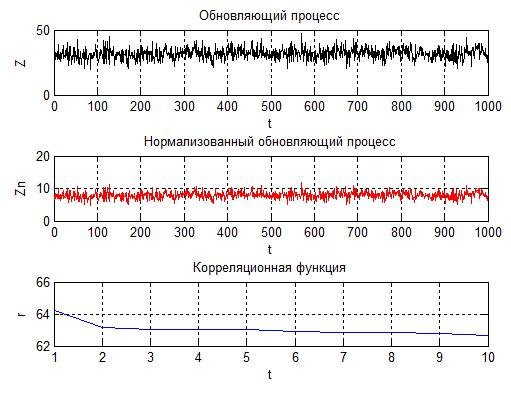 Обновляющий процесс
50
Z
0
0 100 200 300 400 500 600 700 800 900 1000
t
Нормализованный обновляющий процесс
20
Zn
10
0
0 100 200 300 400 500 600 700 800 900 1000
t
Корреляционная функция
66
r
64
62
1 2 3 4 5 6 7 8 9 10
t